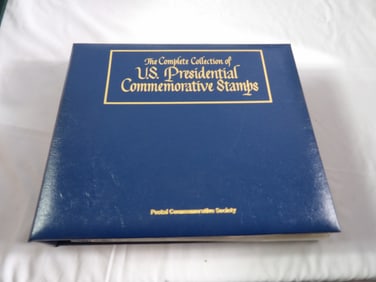 The Complete Collection of
U.S. Presidential
Commemorative Stamps
Postal Commemorative Society